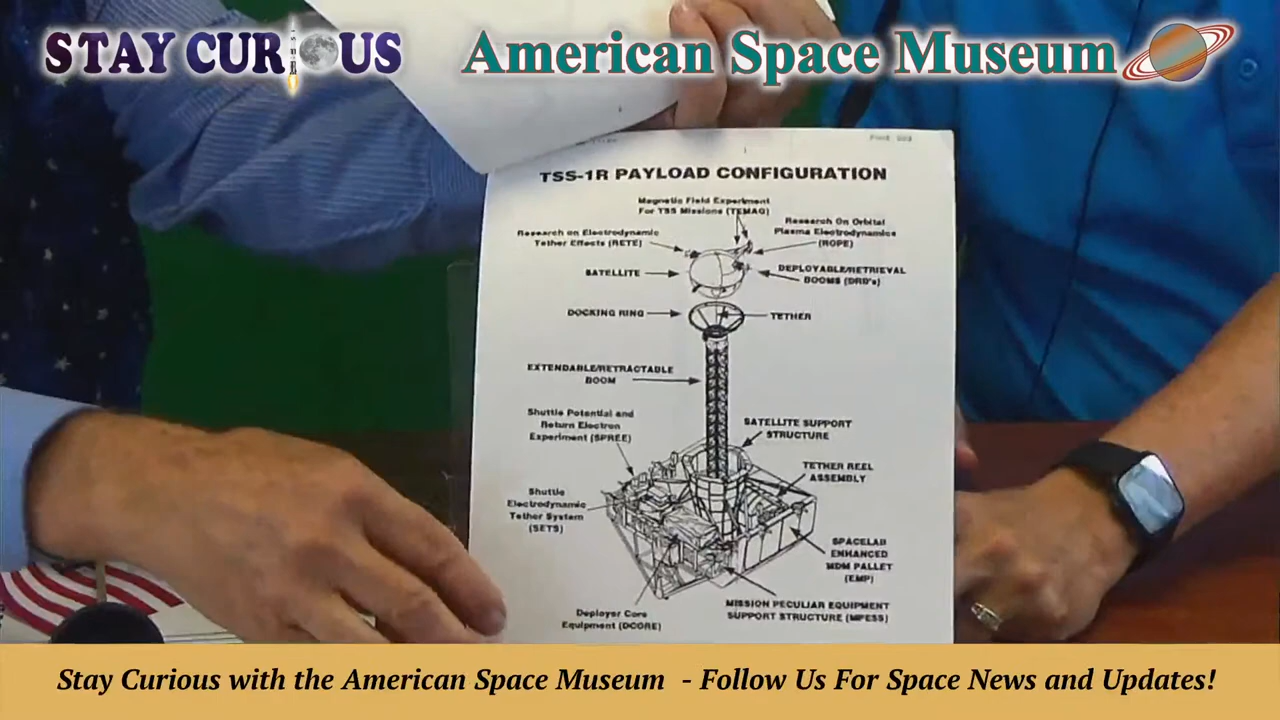 STAY CURIOUS
American Space Museum
TSS-1R PAYLOAD CONFIGURATION
Magnetic Field Experiment
For TSS Missions (TEMAG)
Research on Electrodynamic
Tether Effects (RETE)
Research On Orbital
Plasma Electrodynamics
(ROPE)
SATELLITE
DEPLOYABLE/RETRIEVAL
BOOMS (DRB's)
DOCKING RING
TETHER
EXTENDABLE/RETRACTABLE
BOOM
Shuttle Potential and
Return Electron
Experiment (SPREE)
SATELLITE SUPPORT
STRUCTURE
TETHER REEL
ASSEMBLY
Shuttle
Electrodynamic
Tether System
(SETS)
SPACELAB
ENHANCED
MDM PALLET
(EMP)
Deployer Core
Equipment (DCORE)
MISSION PECULIAR EQUIPMENT
SUPPORT STRUCTURE (MPESS)
Stay Curious with the American Space Museum - Follow Us For Space News and Updates!